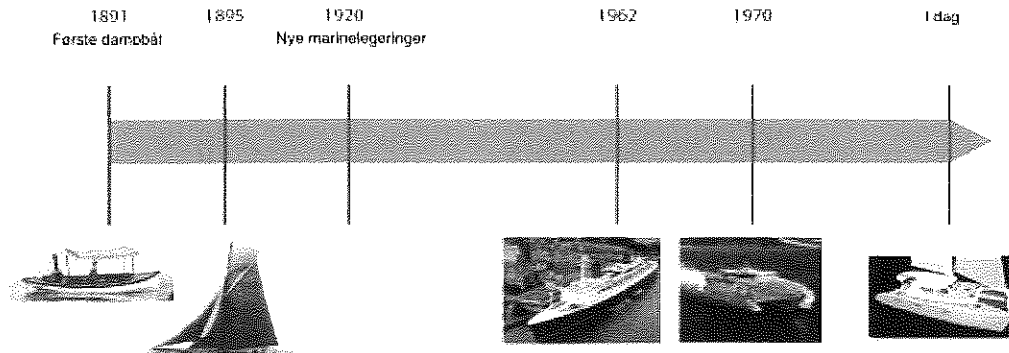 1891
Første dampbåt
1895
1920
Nye marinelegeringer
1962
1970
I dag